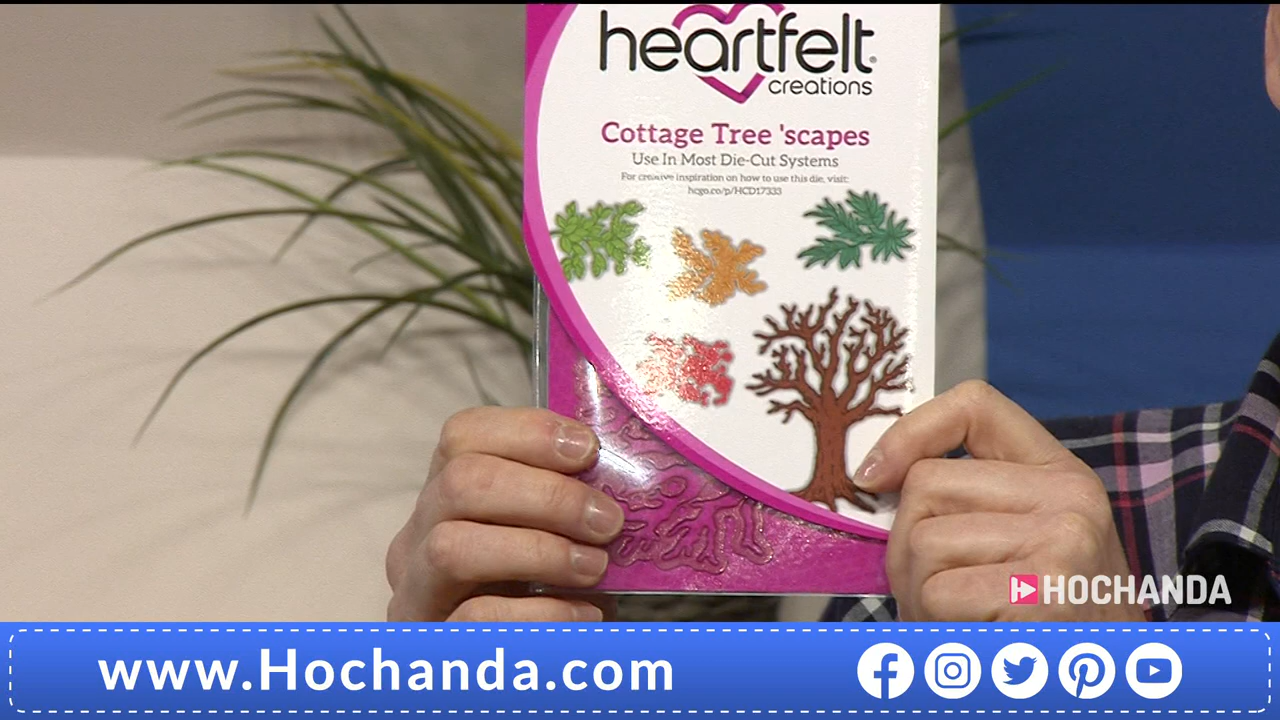 heartfelt®
creations
Cottage Tree 'scapes
Use In Most Die-Cut Systems
For creative inspiration on how to use this die, visit:
hcgo.co/p/HCD17333
HOCHANDA
www.Hochanda.com